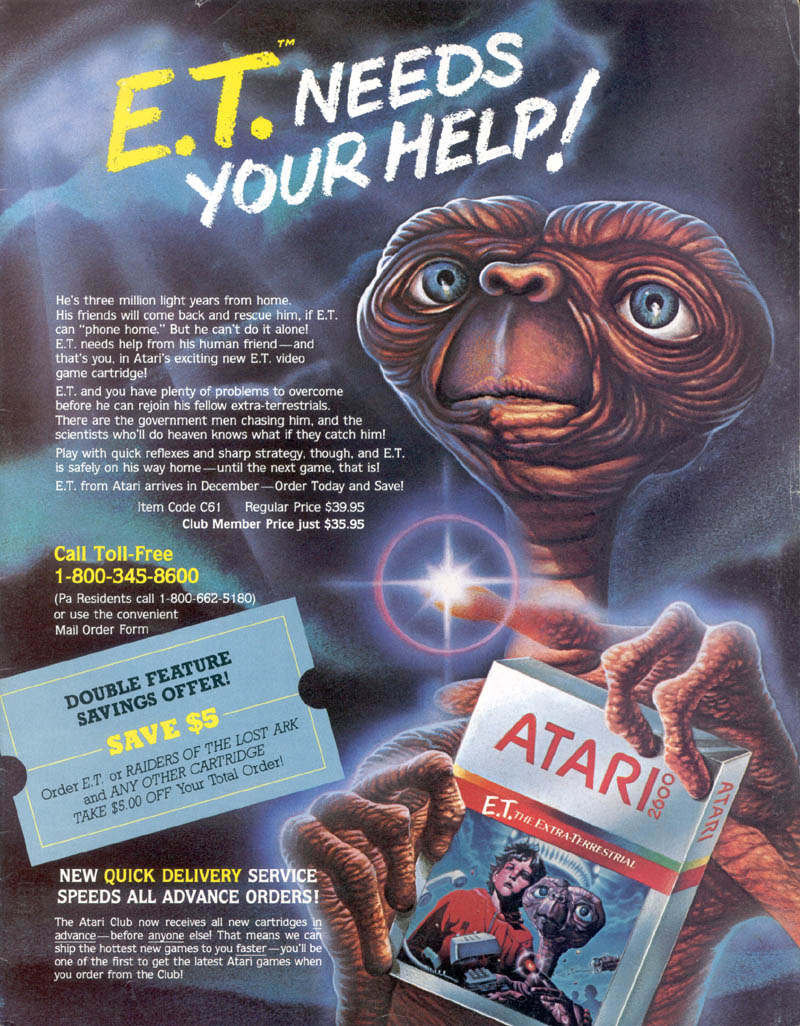 E.T.™ NEEDS
YOUR HELP!
He's three million light years from home.
His friends will come back and rescue him, if E.T.
can "phone home." But he can't do it alone!
E.T. needs help from his human friend—and
that's you, in Atari's exciting new E.T. video
game cartridge!
E.T. and you have plenty of problems to overcome
before he can rejoin his fellow extra-terrestrials.
There are the government men chasing him, and the
scientists who'll do heaven knows what if they catch him!
Play with quick reflexes and sharp strategy, though, and E.T.
is safely on his way home—until the next game, that is!
E.T. from Atari arrives in December—Order Today and Save!
Item Code C61 Regular Price $39.95
Club Member Price just $35.95
Call Toll-Free
1-800-345-8600
(Pa Residents call 1-800-662-5180)
or use the convenient
Mail Order Form
DOUBLE FEATURE
SAVINGS OFFER!
SAVE $5
Order E.T. or RAIDERS OF THE LOST ARK
and ANY OTHER CARTRIDGE
TAKE $5.00 OFF Your Total Order!
ATARI 2600
ATARI
E.T. THE EXTRA-TERRESTRIAL
NEW QUICK DELIVERY SERVICE
SPEEDS ALL ADVANCE ORDERS!
The Atari Club now receives all new cartridges in
advance—before anyone else! That means we can
ship the hottest new games to you faster—you'll be
one of the first to get the latest Atari games when
you order from the Club!